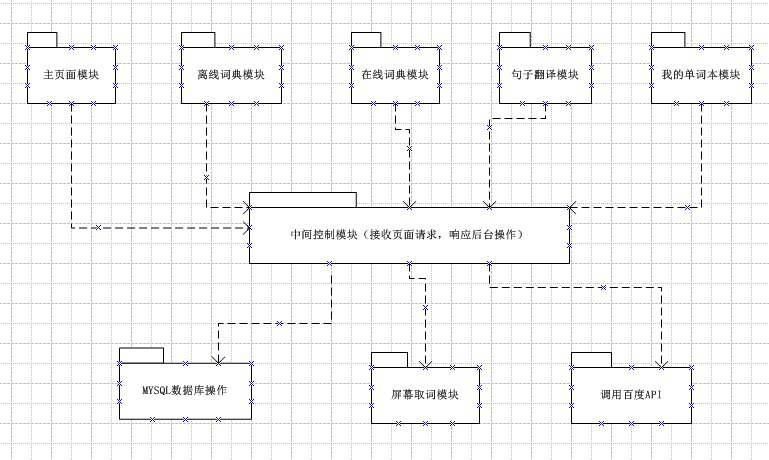 主页面模块
离线词典模块
在线词典模块
句子翻译模块
我的单词本模块
中间控制模块（接收页面请求，响应后台操作）
MYSQL数据库操作
屏幕取词模块
调用百度API